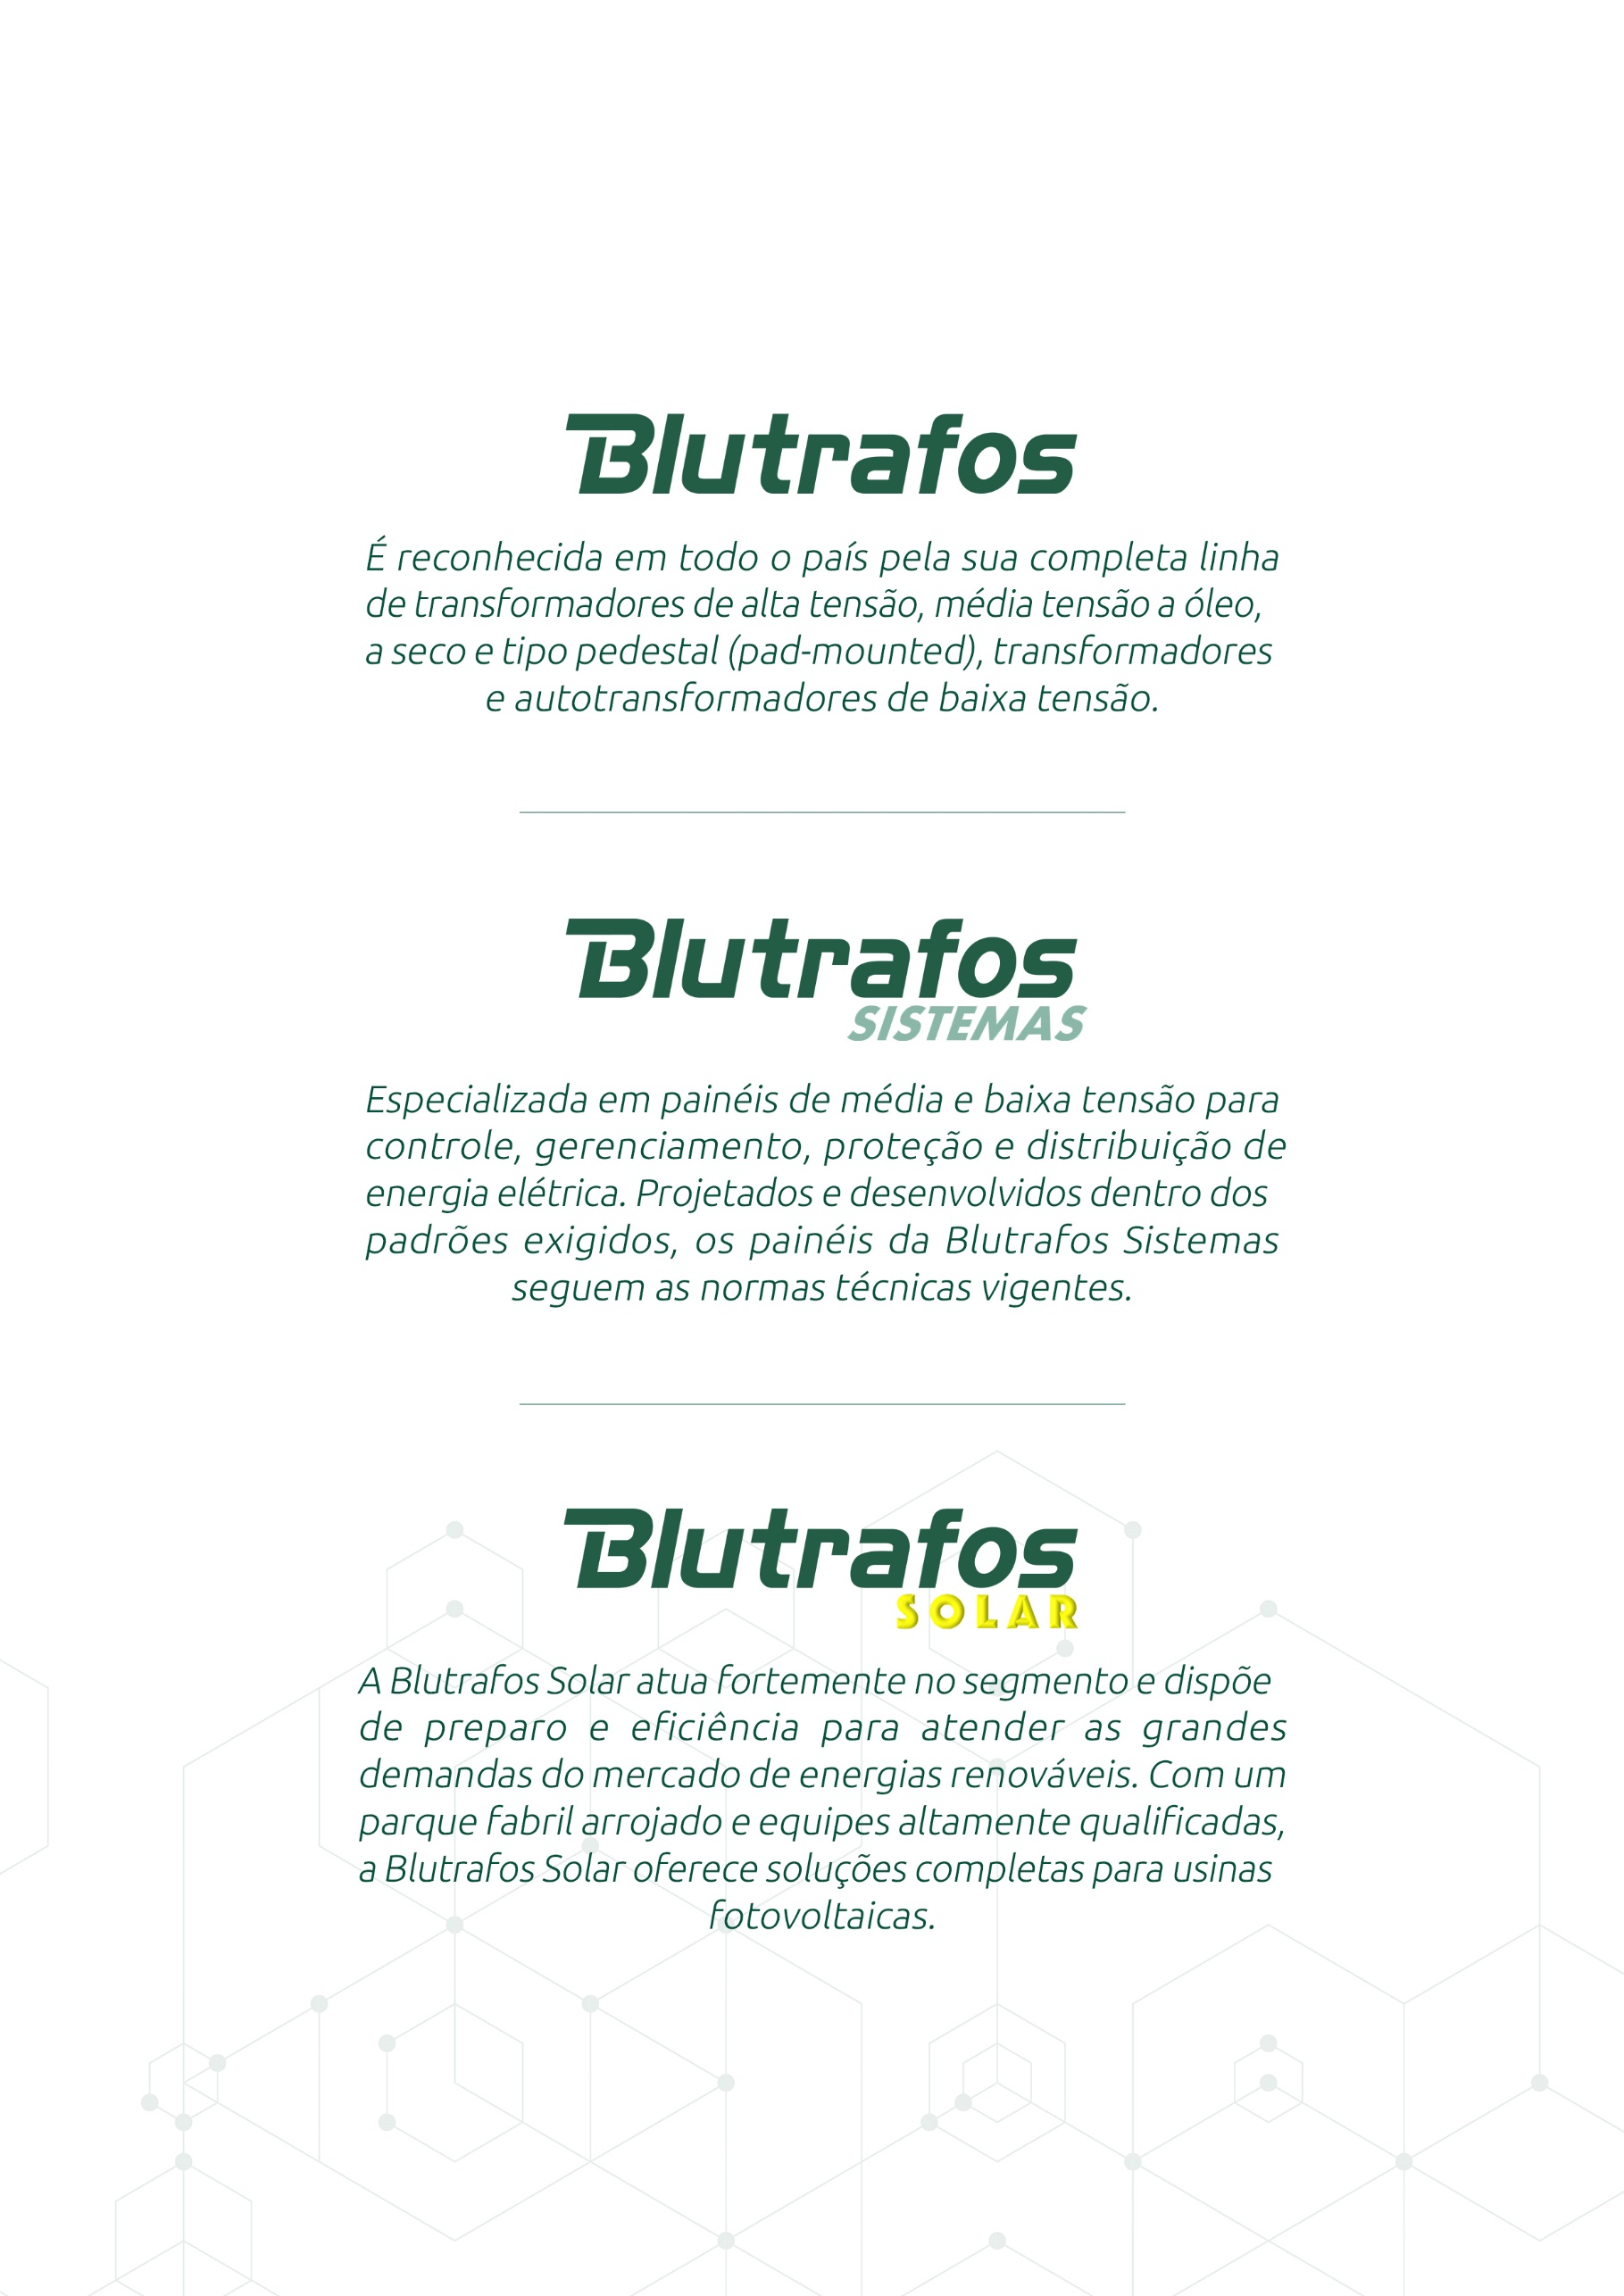 Blutrafos
É reconhecida em todo o país pela sua completa linha
de transformadores de alta tensão, média tensão a óleo,
a seco e tipo pedestal (pad-mounted), transformadores
e autotransformadores de baixa tensão.
Blutrafos
SISTEMAS
Especializada em painéis de média e baixa tensão para
controle, gerenciamento, proteção e distribuição de
energia elétrica. Projetados e desenvolvidos dentro dos
padrões exigidos, os painéis da Blutrafos Sistemas
seguem as normas técnicas vigentes.
Blutrafos
SOLAR
A Blutrafos Solar atua fortemente no segmento e dispõe
de preparo e eficiência para atender as grandes
demandas do mercado de energias renováveis. Com um
parque fabril arrojado e equipes altamente qualificadas,
a Blutrafos Solar oferece soluções completas para usinas
fotovoltaicas.